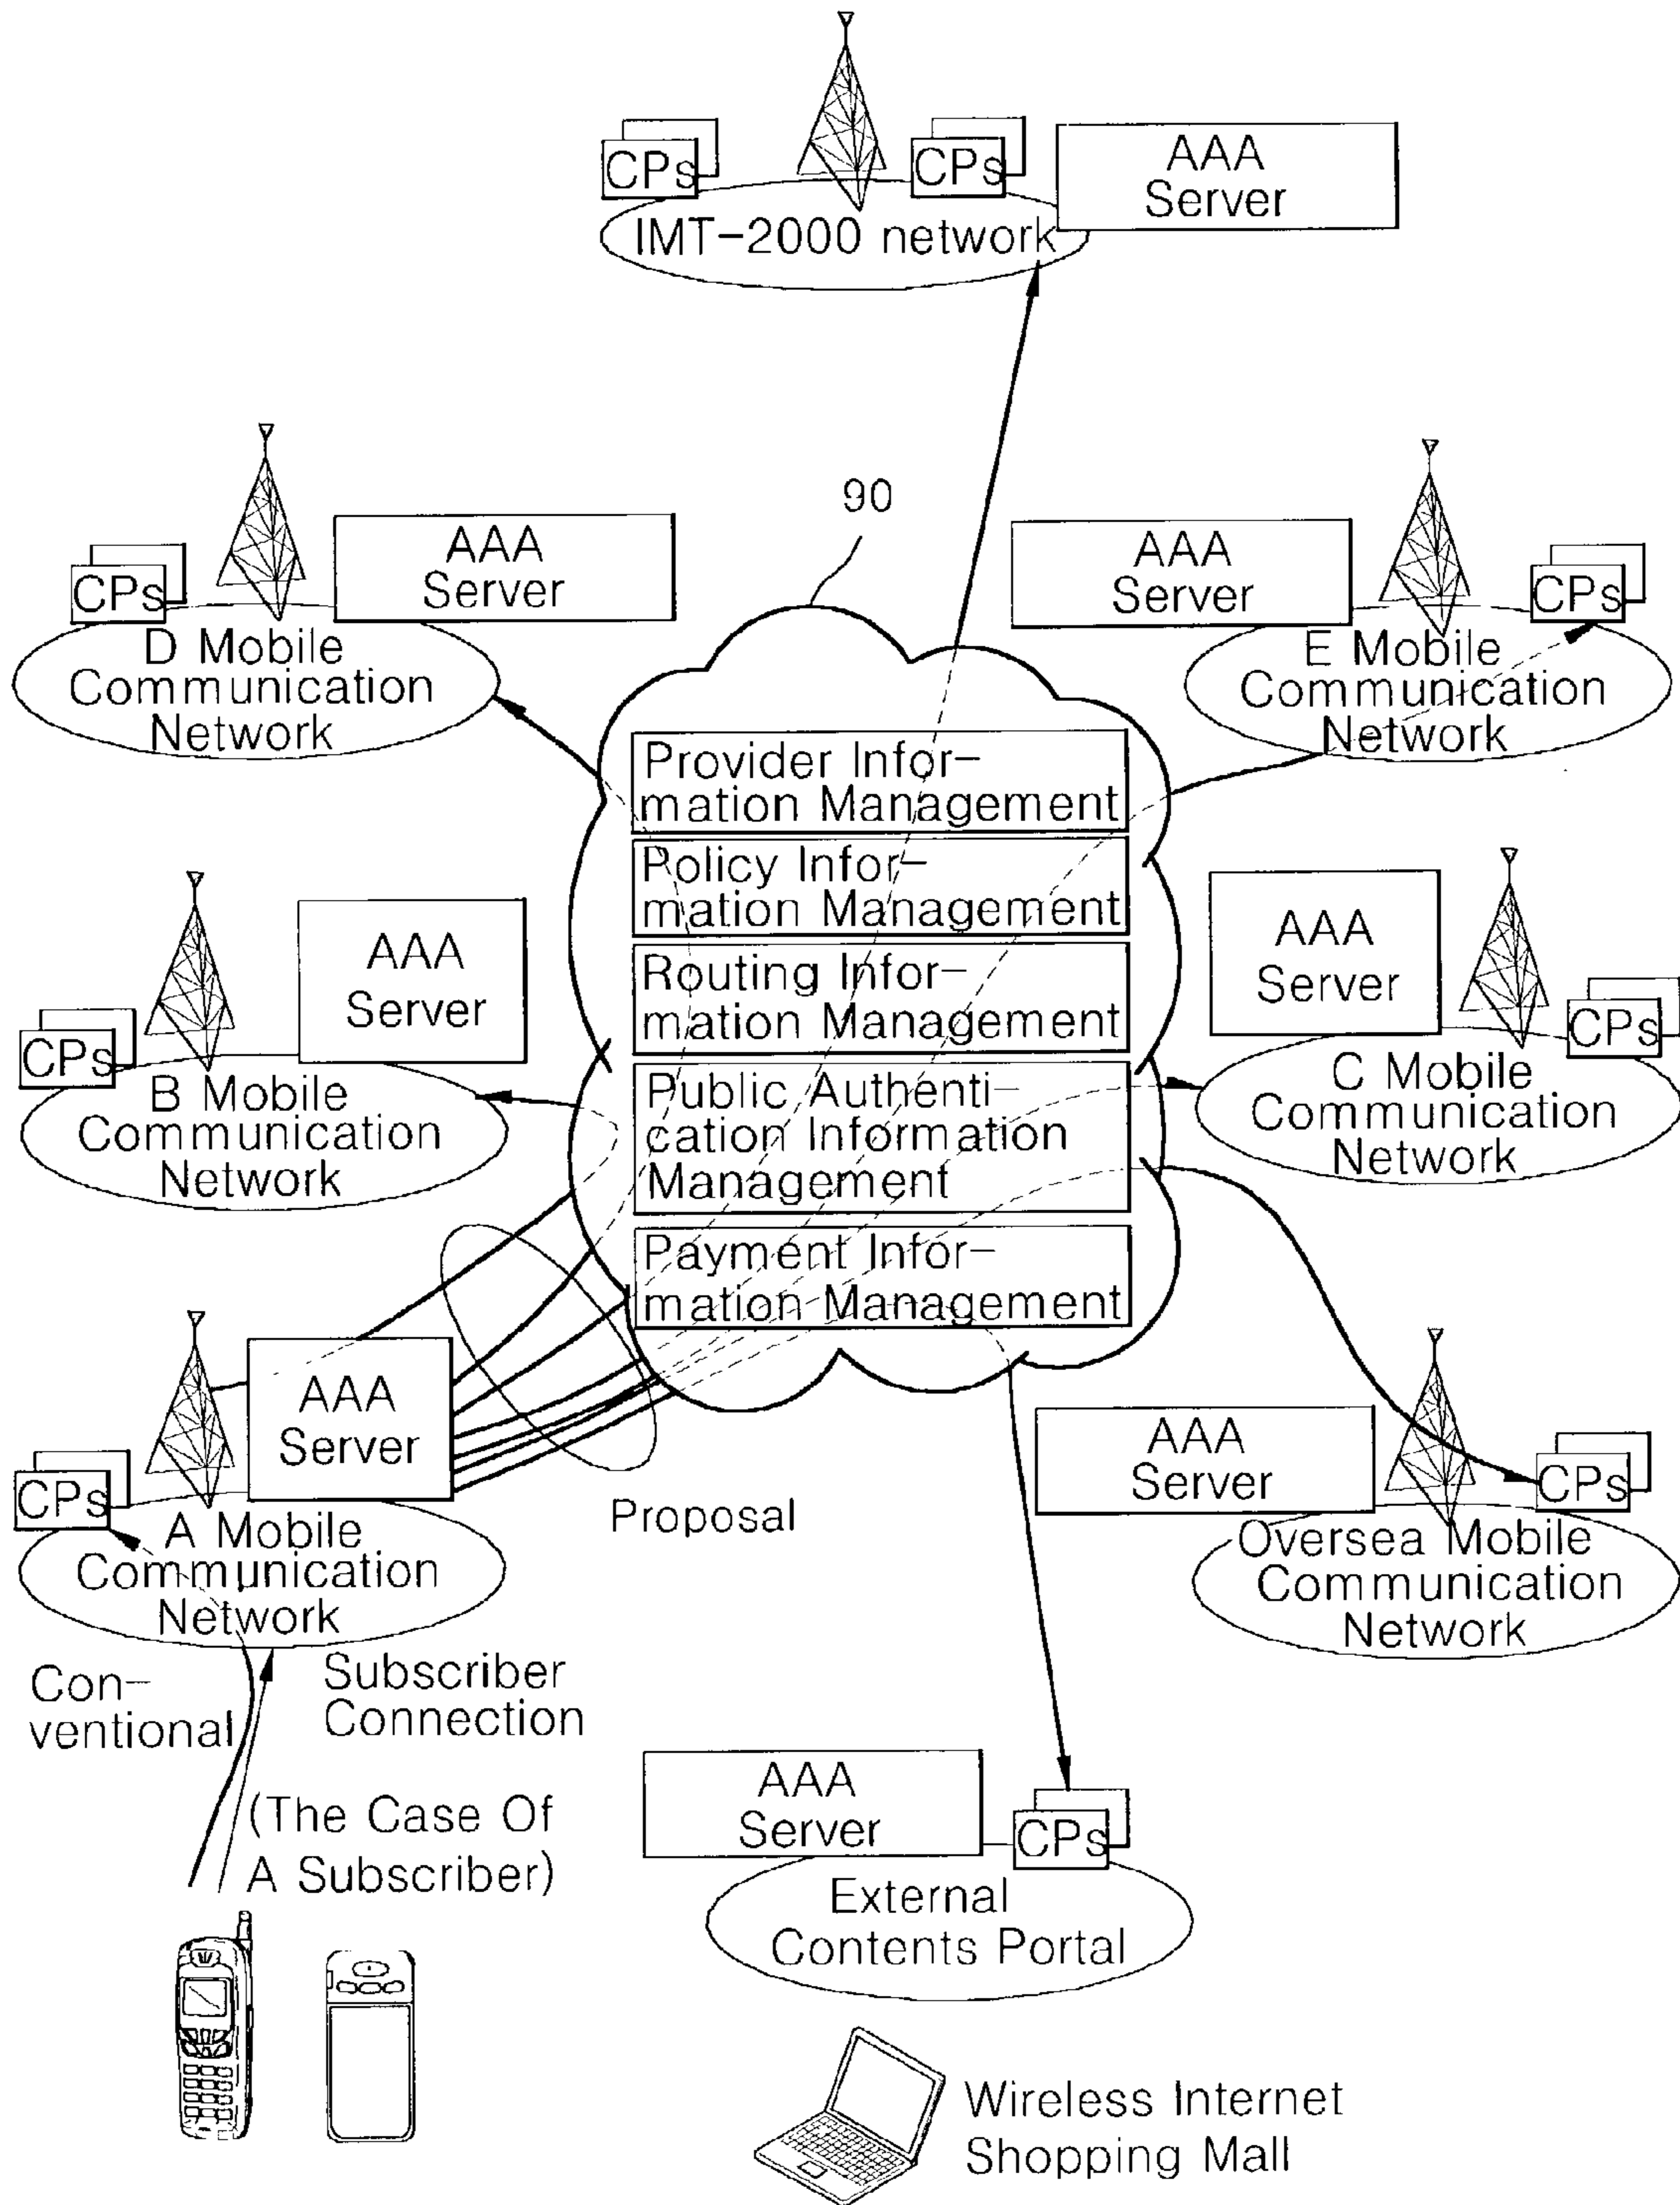 CPs
CPs
AAA
Server
IMT-2000 network
90
CPs
AAA
Server
D Mobile
Communication
Network
AAA
Server
CPs
E Mobile
Communication
Network
Provider Infor-
mation Management
Policy Infor-
mation Management
Routing Infor-
mation Management
Public Authenti-
cation Information
Management
Payment Infor-
mation Management
AAA
Server
CPs
B Mobile
Communication
Network
AAA
Server
CPs
C Mobile
Communication
Network
AAA
Server
CPs
A Mobile
Communication
Network
Proposal
AAA
Server
CPs
Oversea Mobile
Communication
Network
Con-
ventional
Subscriber
Connection
(The Case Of
A Subscriber)
AAA
Server
CPs
External
Contents Portal
Wireless Internet
Shopping Mall